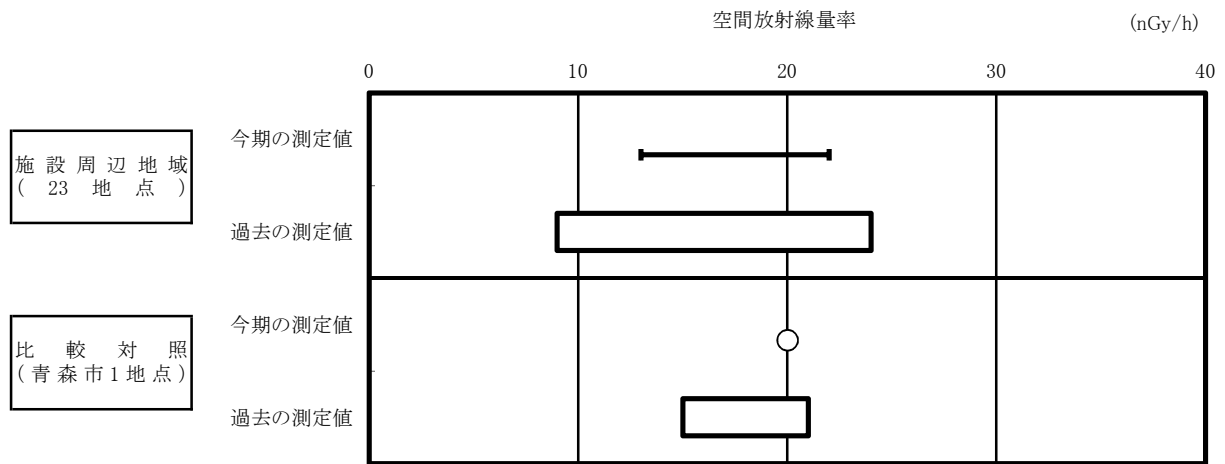 空間放射線量率 (nGy/h)
0 10 20 30 40
施設周辺地域
( 23 地点 )
今期の測定値
過去の測定値
比較対照
(青森市1地点)
今期の測定値
過去の測定値